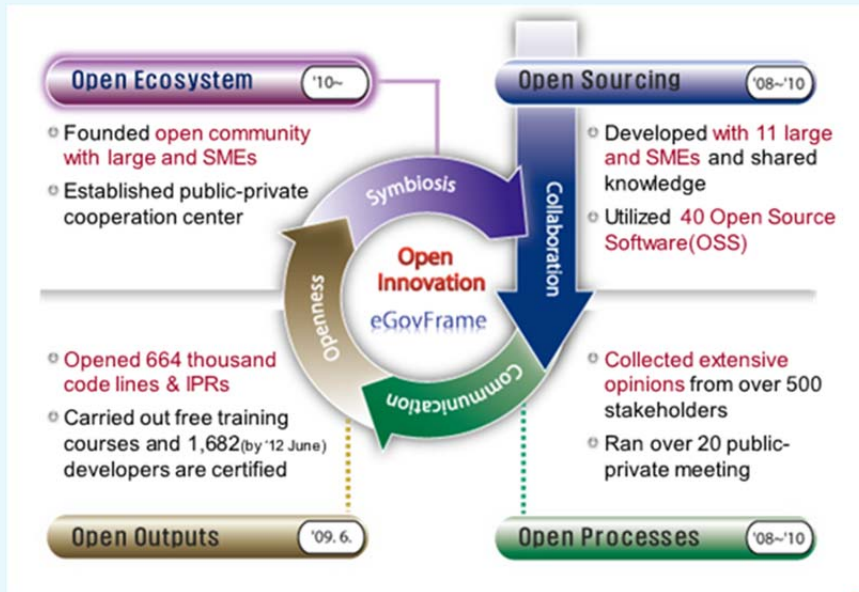 Open Ecosystem
'10~
Founded open community
with large and SMEs
Established public-private
cooperation center
Open Sourcing
'08~'10
Developed with 11 large
and SMEs and shared
knowledge
Utilized 40 Open Source
Software(OSS)
Symbiosis
Collaboration
Communication
Openness
Open
Innovation
eGovFrame
Opened 664 thousand
code lines & IPRs
Carried out free training
courses and 1,682(by '12 June)
developers are certified
Open Outputs
'09. 6.
Collected extensive
opinions from over 500
stakeholders
Ran over 20 public-
private meeting
Open Processes
'08~'10